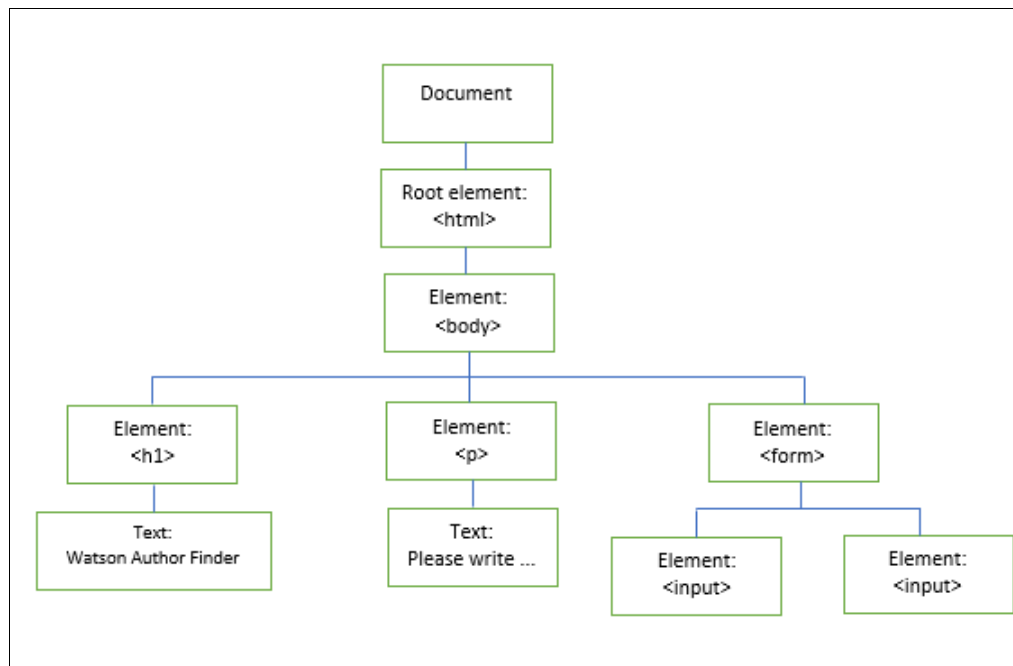 Document
Root element:
<html>
Element:
<body>
Element:
<h1>
Element:
<p>
Element:
<form>
Text:
Watson Author Finder
Text:
Please write ...
Element:
<input>
Element:
<input>